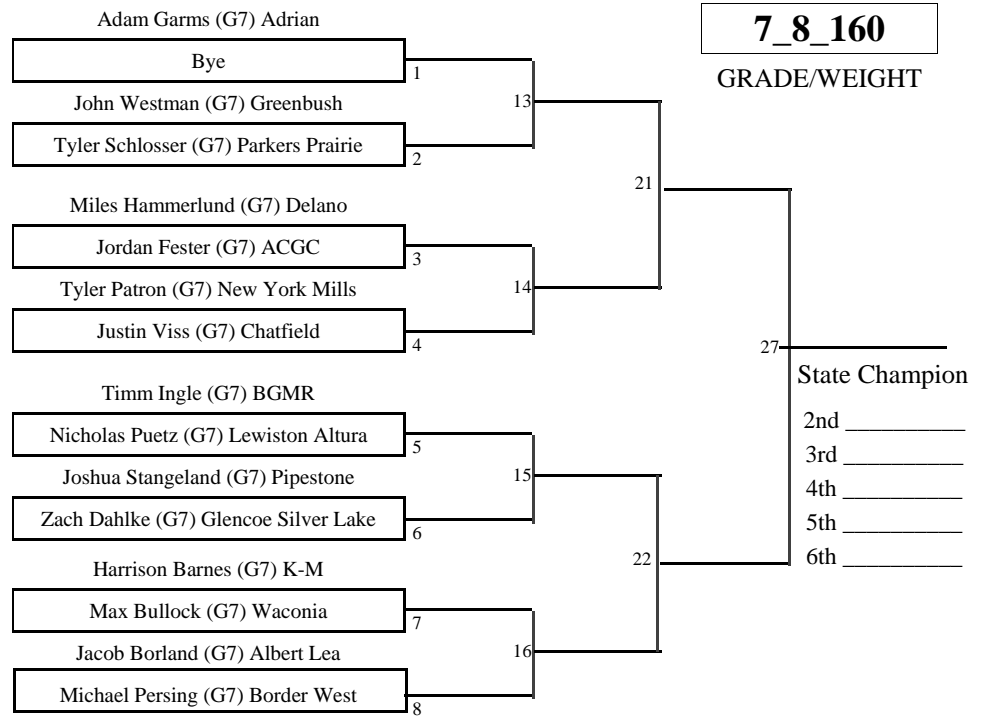 Adam Garms (G7) Adrian
7_8_160
Bye
1
GRADE/WEIGHT
John Westman (G7) Greenbush
13
Tyler Schlosser (G7) Parkers Prairie
2
21
Miles Hammerlund (G7) Delano
Jordan Fester (G7) ACGC
3
Tyler Patron (G7) New York Mills
14
Justin Viss (G7) Chatfield
4
27
State Champion
Timm Ingle (G7) BGMR
2nd __________
Nicholas Puetz (G7) Lewiston Altura
5
3rd __________
Joshua Stangeland (G7) Pipestone
15
4th __________
Zach Dahlke (G7) Glencoe Silver Lake
6
5th __________
22
6th __________
Harrison Barnes (G7) K-M
Max Bullock (G7) Waconia
7
Jacob Borland (G7) Albert Lea
16
Michael Persing (G7) Border West
8